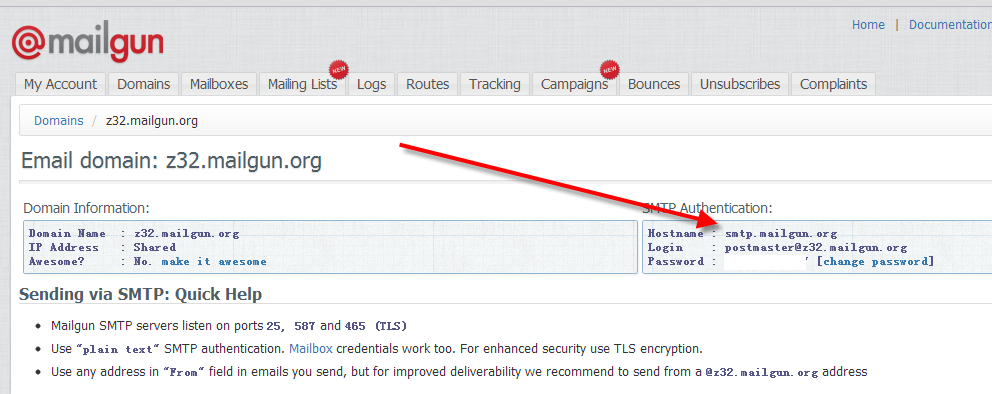 Home | Documentation
@mailgun
My Account Domains Mailboxes Mailing Lists NEW Logs Routes Tracking Campaigns NEW Bounces Unsubscribes Complaints
Domains / z32.mailgun.org
Email domain: z32.mailgun.org
Domain Information:
Domain Name : z32.mailgun.org
IP Address : Shared
Awesome? : No. make it awesome
SMTP Authentication:
Hostname : smtp.mailgun.org
Login : postmaster@z32.mailgun.org
Password : [change password]
Sending via SMTP: Quick Help
• Mailgun SMTP servers listen on ports 25, 587 and 465 (TLS)
• Use "plain text" SMTP authentication. Mailbox credentials work too. For enhanced security use TLS encryption.
• Use any address in "From" field in emails you send, but for improved deliverability we recommend to send from a @z32.mailgun.org address